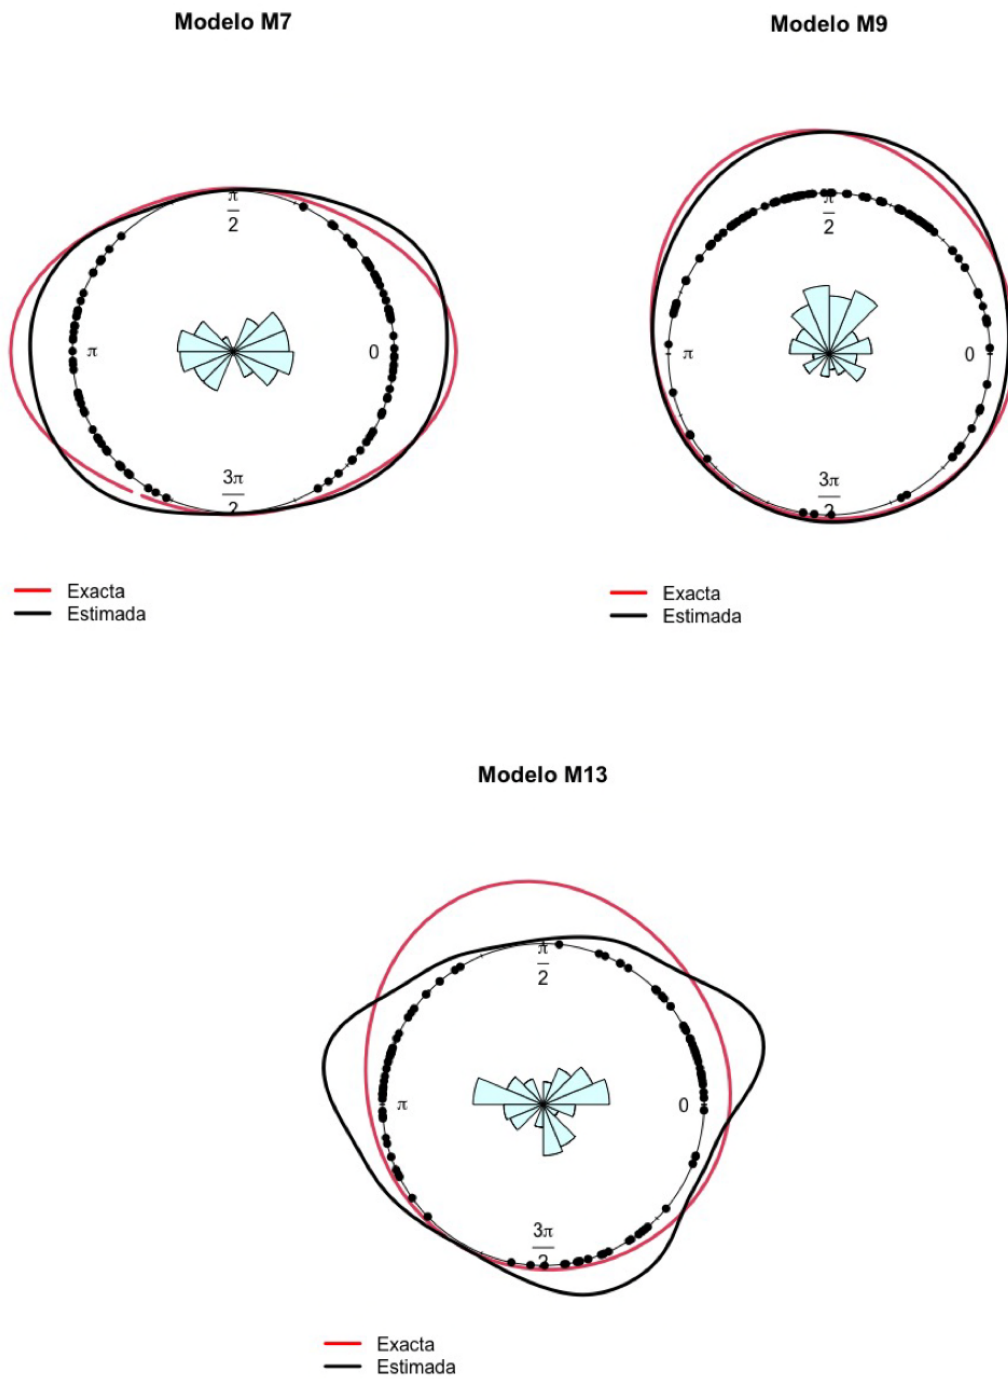 Modelo M7
Modelo M9
π
2
π
0
3π
2
π
2
π
0
3π
2
Exacta
Estimada
Exacta
Estimada
Modelo M13
π
2
π
0
3π
2
Exacta
Estimada